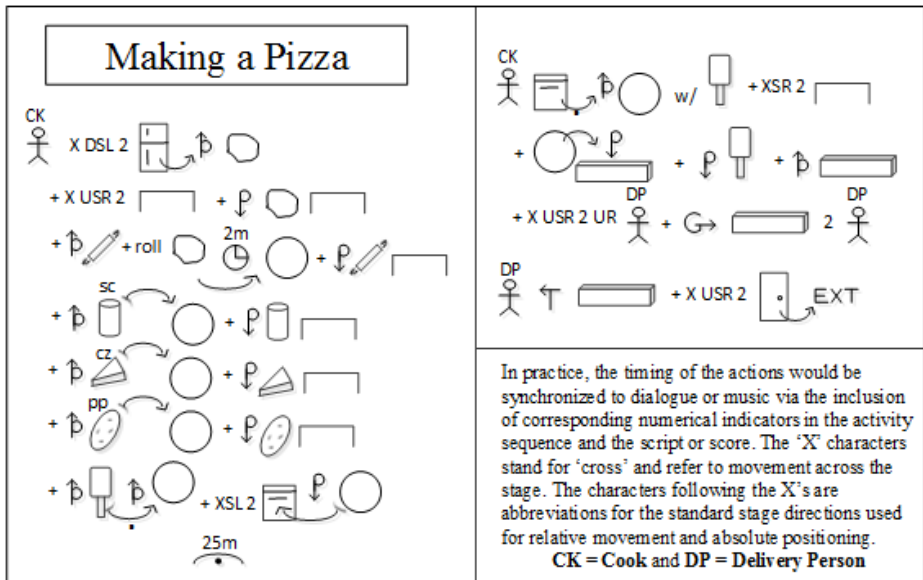 Making a Pizza
CK
X DSL 2
+ X USR 2
+
+ + roll 2m +
sc
+ +
cz
+ +
pp
+ +
+ + XSL 2
25m
CK
w/ + XSR 2
+ + +
DP DP
+ X USR 2 UR + G 2
DP
+ X USR 2 EXT
In practice, the timing of the actions would be
synchronized to dialogue or music via the inclusion
of corresponding numerical indicators in the activity
sequence and the script or score. The ‘X’ characters
stand for ‘cross’ and refer to movement across the
stage. The characters following the X’s are
abbreviations for the standard stage directions used
for relative movement and absolute positioning.
CK = Cook and DP = Delivery Person